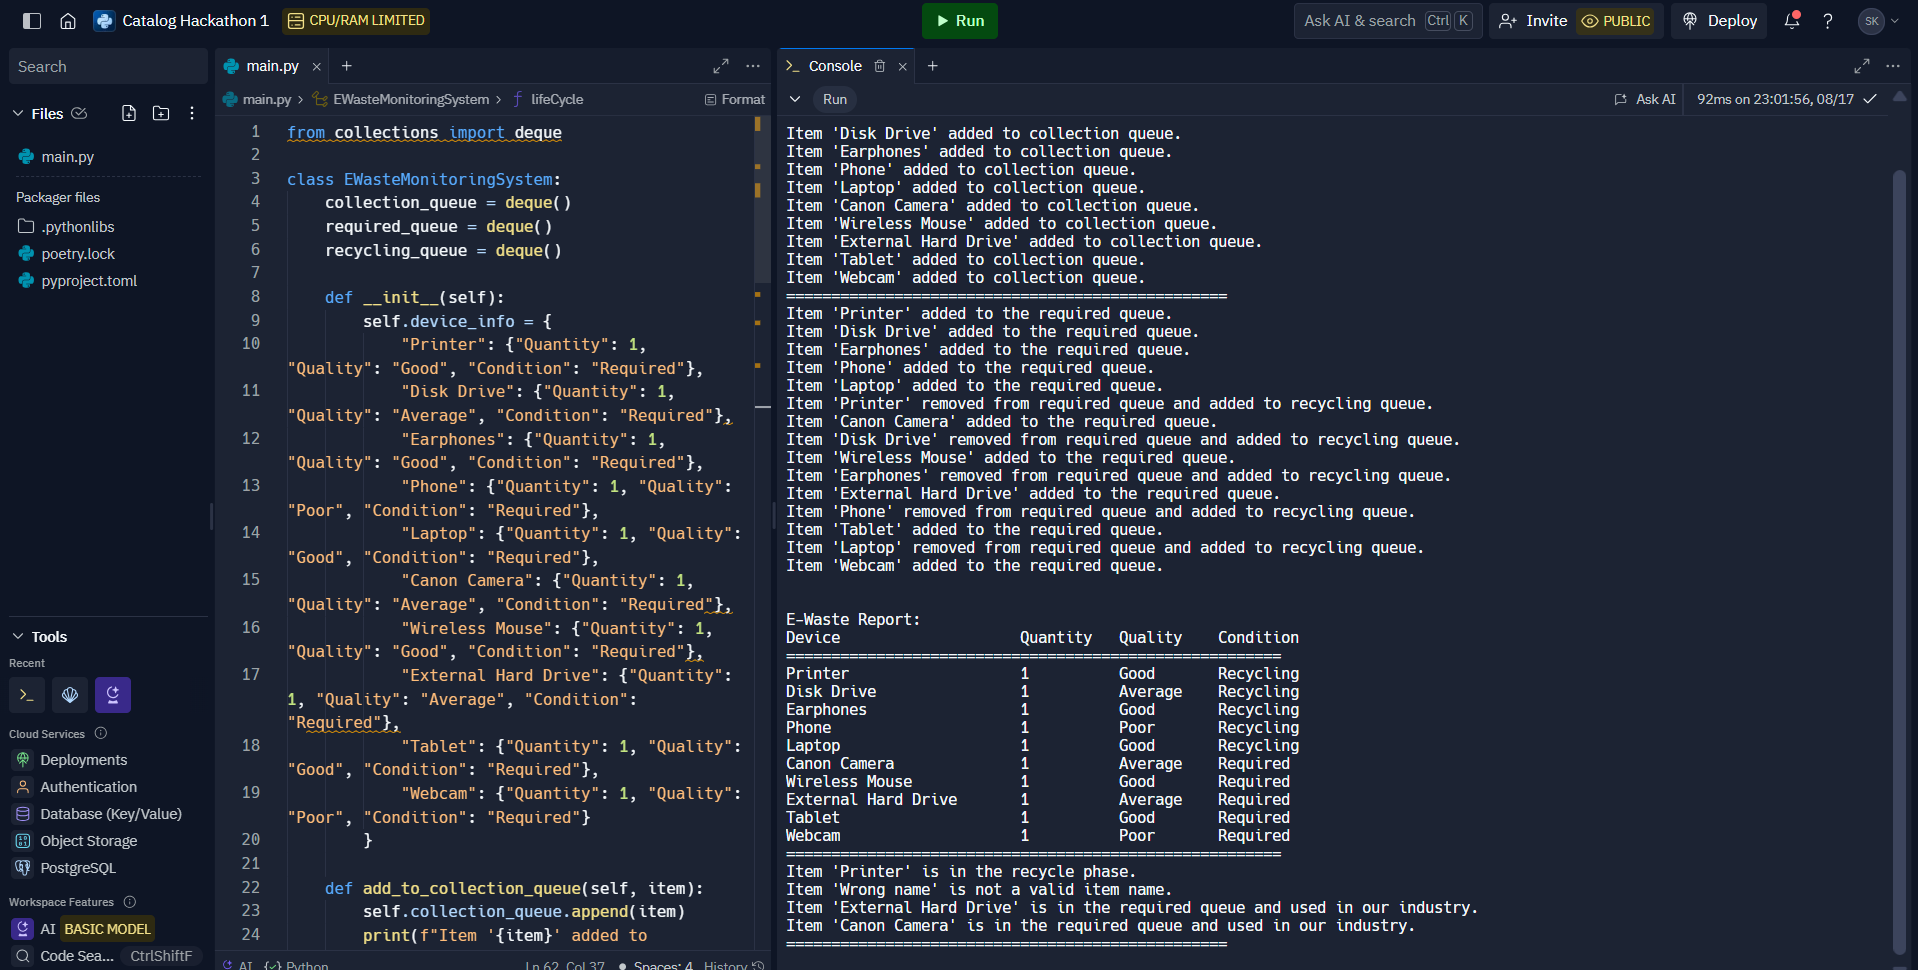 Catalog Hackathon 1
CPU/RAM LIMITED
Run
Ask AI & search Ctrl K
Invite
PUBLIC
Deploy
SK
Search
Files
main.py
Packager files
.pythonlibs
poetry.lock
pyproject.toml
Tools
Recent
Cloud Services
Deployments
Authentication
Database (Key/Value)
Object Storage
PostgreSQL
Workspace Features
AI BASIC MODEL
Code Sea... CtrlShiftF
main.py
main.py > EWasteMonitoringSystem > lifeCycle
Format
1 from collections import deque
2
3 class EWasteMonitoringSystem:
4 collection_queue = deque()
5 required_queue = deque()
6 recycling_queue = deque()
7
8 def __init__(self):
9 self.device_info = {
10 "Printer": {"Quantity": 1,
"Quality": "Good", "Condition": "Required"},
11 "Disk Drive": {"Quantity": 1,
"Quality": "Average", "Condition": "Required"},
12 "Earphones": {"Quantity": 1,
"Quality": "Good", "Condition": "Required"},
13 "Phone": {"Quantity": 1, "Quality":
"Poor", "Condition": "Required"},
14 "Laptop": {"Quantity": 1, "Quality":
"Good", "Condition": "Required"},
15 "Canon Camera": {"Quantity": 1,
"Quality": "Average", "Condition": "Required"},
16 "Wireless Mouse": {"Quantity": 1,
"Quality": "Good", "Condition": "Required"},
17 "External Hard Drive": {"Quantity":
1, "Quality": "Average", "Condition":
"Required"},
18 "Tablet": {"Quantity": 1, "Quality":
"Good", "Condition": "Required"},
19 "Webcam": {"Quantity": 1, "Quality":
"Poor", "Condition": "Required"}
20 }
21
22 def add_to_collection_queue(self, item):
23 self.collection_queue.append(item)
24 print(f"Item '{item}' added to
AI Python Ln 62, Col 37 Spaces: 4 History
Console
Run
Ask AI
92ms on 23:01:56, 08/17
Item 'Disk Drive' added to collection queue.
Item 'Earphones' added to collection queue.
Item 'Phone' added to collection queue.
Item 'Laptop' added to collection queue.
Item 'Canon Camera' added to collection queue.
Item 'Wireless Mouse' added to collection queue.
Item 'External Hard Drive' added to collection queue.
Item 'Tablet' added to collection queue.
Item 'Webcam' added to collection queue.
=================================================
Item 'Printer' added to the required queue.
Item 'Disk Drive' added to the required queue.
Item 'Earphones' added to the required queue.
Item 'Phone' added to the required queue.
Item 'Laptop' added to the required queue.
Item 'Printer' removed from required queue and added to recycling queue.
Item 'Canon Camera' added to the required queue.
Item 'Disk Drive' removed from required queue and added to recycling queue.
Item 'Wireless Mouse' added to the required queue.
Item 'Earphones' removed from required queue and added to recycling queue.
Item 'External Hard Drive' added to the required queue.
Item 'Phone' removed from required queue and added to recycling queue.
Item 'Tablet' added to the required queue.
Item 'Laptop' removed from required queue and added to recycling queue.
Item 'Webcam' added to the required queue.
E-Waste Report:
Device Quantity Quality Condition
=======================================================
Printer 1 Good Recycling
Disk Drive 1 Average Recycling
Earphones 1 Good Recycling
Phone 1 Poor Recycling
Laptop 1 Good Recycling
Canon Camera 1 Average Required
Wireless Mouse 1 Good Required
External Hard Drive 1 Average Required
Tablet 1 Good Required
Webcam 1 Poor Required
=======================================================
Item 'Printer' is in the recycle phase.
Item 'Wrong name' is not a valid item name.
Item 'External Hard Drive' is in the required queue and used in our industry.
Item 'Canon Camera' is in the required queue and used in our industry.
=================================================